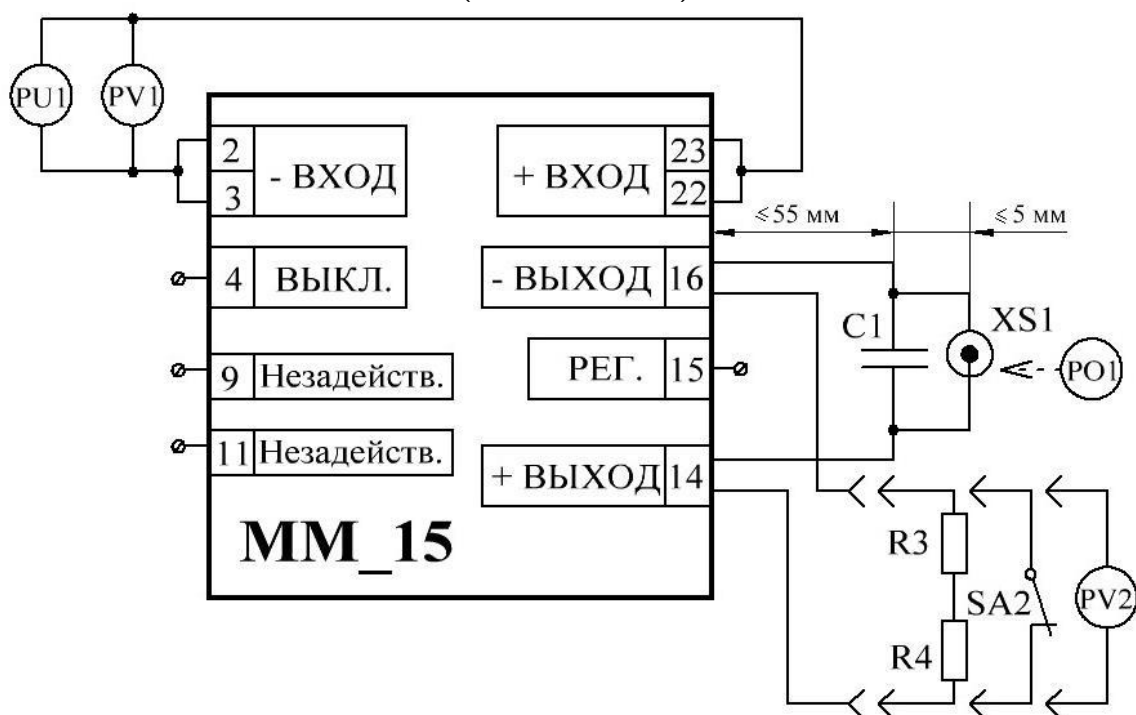 PU1
PV1
2
3
- ВХОД
+ ВХОД
23
22
⩽55 мм
⩽5 мм
4
ВЫКЛ.
- ВЫХОД
16
C1
XS1
9
Незадейств.
РЕГ.
15
PO1
11
Незадейств.
+ ВЫХОД
14
ММ_15
R3
SA2
PV2
R4